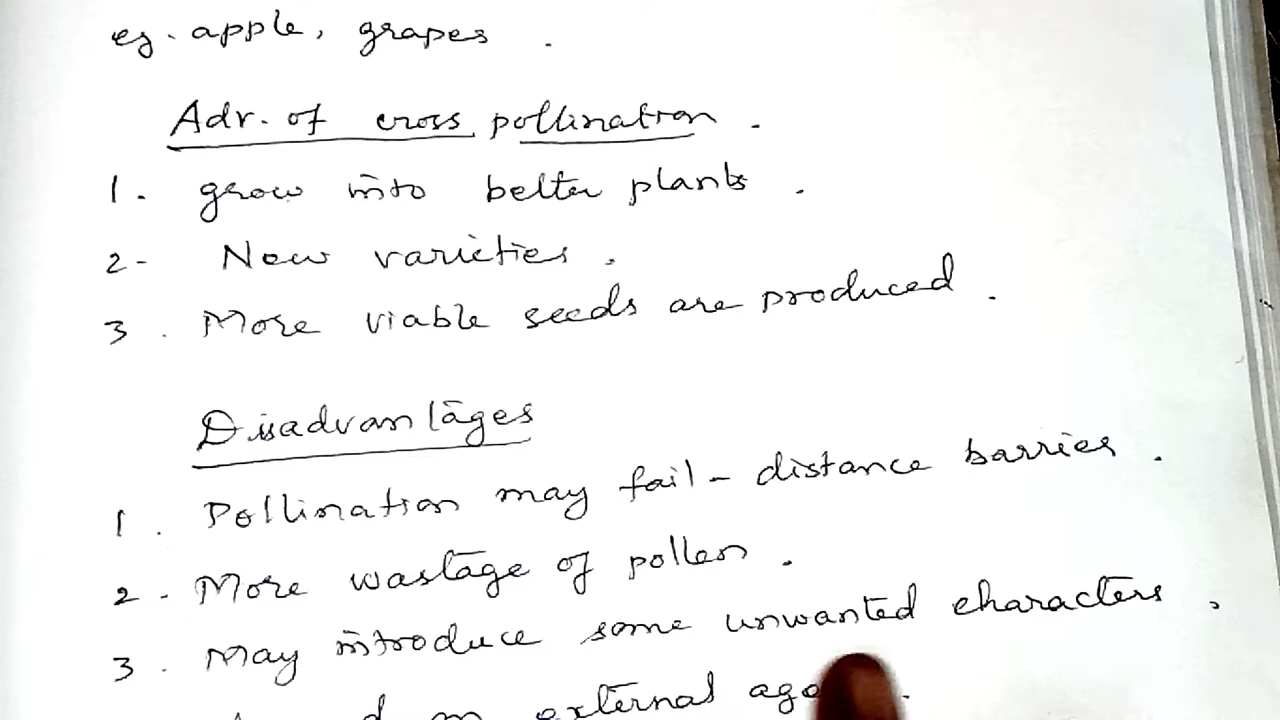 eg. apple, grapes .
Adv. of cross pollination .
1. grow into better plants .
2- New varieties .
3 . More viable seeds are produced .
Disadvantages
1 . Pollination may fail - distance barrier .
2 - More wastage of pollen .
3 . May introduce some unwanted characters .
external